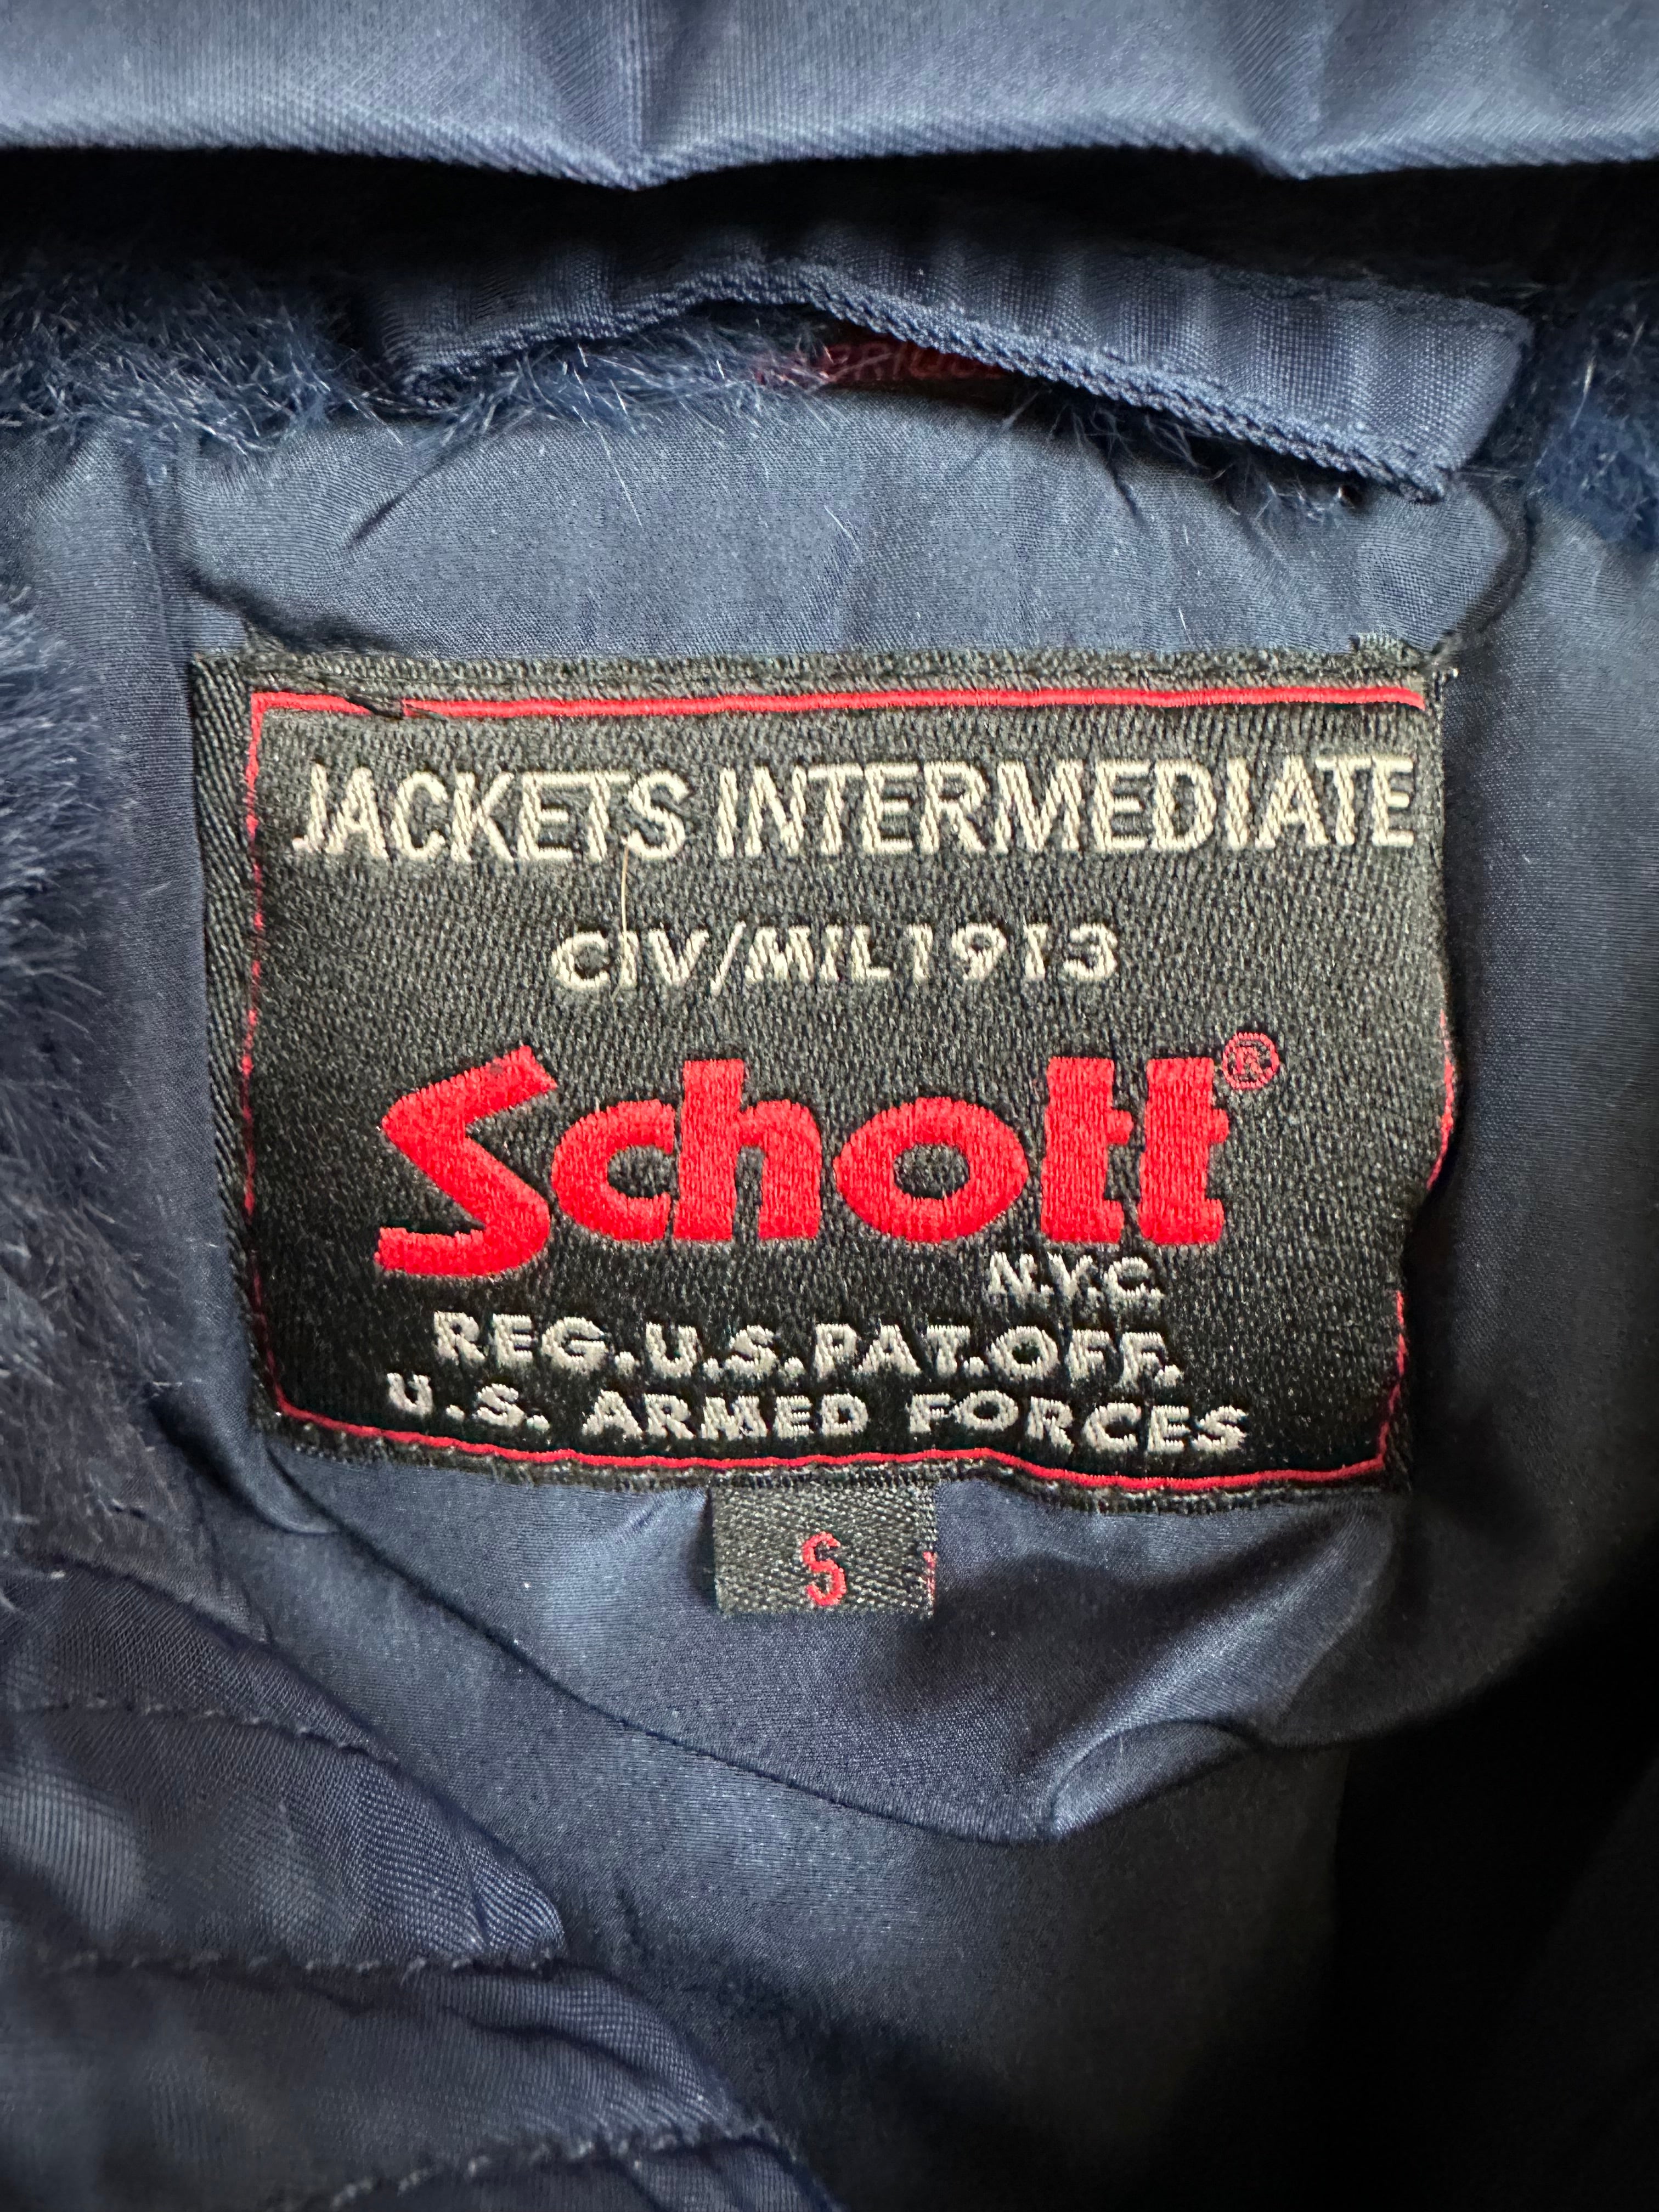 JACKETS INTERMEDIATE
CIV/MIL1913
Schott®
N.Y.C.
REG.U.S.PAT.OFF.
U.S. ARMED FORCES
S